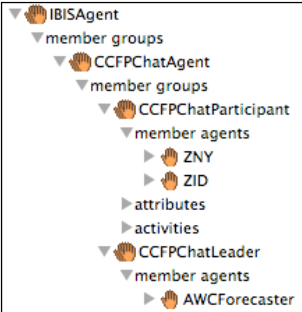 IBISAgent
member groups
CCFPChatAgent
member groups
CCFPChatParticipant
member agents
ZNY
ZID
attributes
activities
CCFPChatLeader
member agents
AWCForecaster